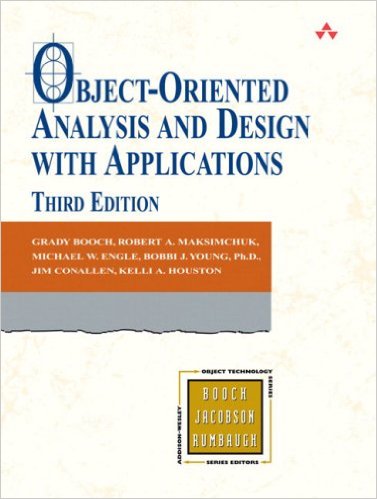 OBJECT-ORIENTED
ANALYSIS AND DESIGN
WITH APPLICATIONS
THIRD EDITION
GRADY BOOCH, ROBERT A. MAKSIMCHUK,
MICHAEL W. ENGLE, BOBBI J. YOUNG, Ph.D.,
JIM CONALLEN, KELLI A. HOUSTON
OBJECT TECHNOLOGY
SERIES
BOOCH
JACOBSON
RUMBAUGH
ADDISON-WESLEY
SERIES EDITORS